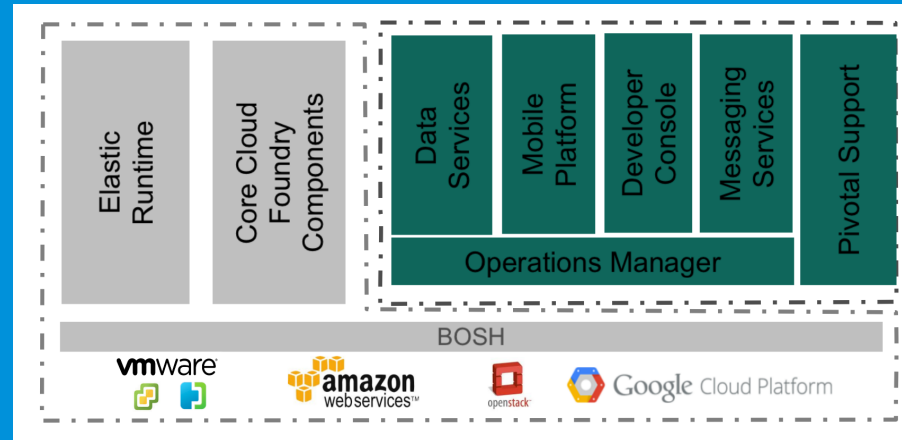 Elastic
Runtime
Core Cloud
Foundry
Components
Data
Services
Mobile
Platform
Developer
Console
Messaging
Services
Pivotal Support
Operations Manager
BOSH
vmware
amazon
webservices™
openstack
Google Cloud Platform